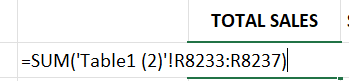 TOTAL SALES
=SUM('Table1 (2)'!R8233:R8237)